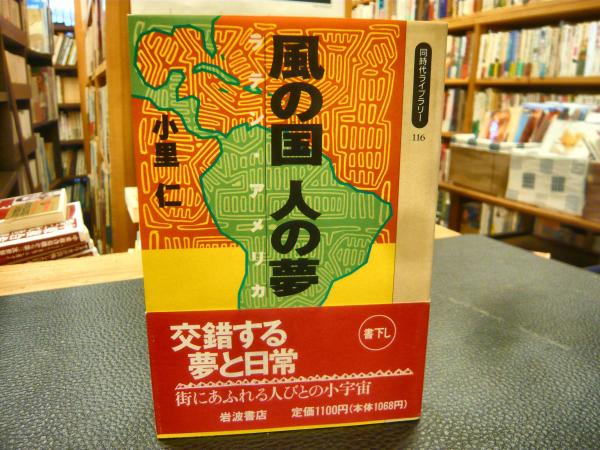 風の国 人の夢
ラテン・アメリカ
小里 仁
同時代ライブラリー
116
交錯する
夢と日常
書下し
街にあふれる人びとの小宇宙
岩波書店 定価1100円(本体1068円)